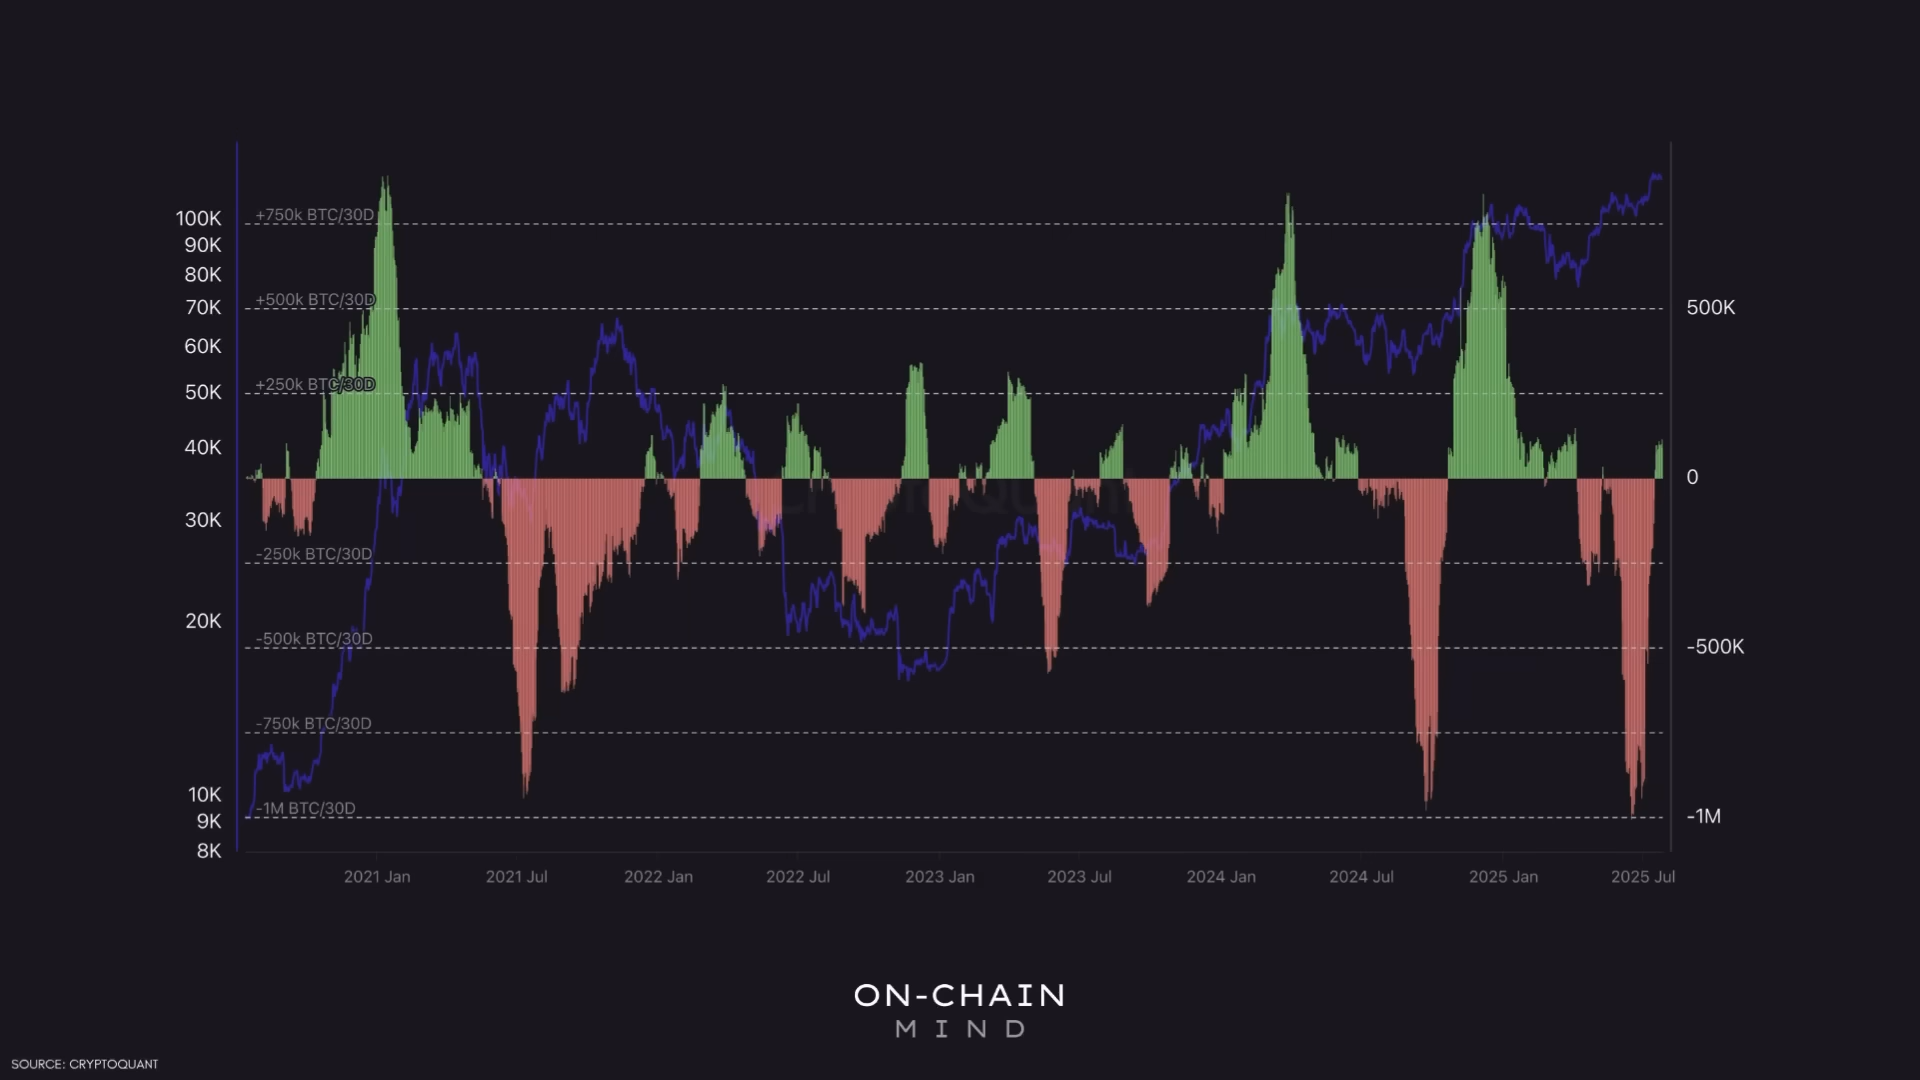 100K
90K
80K
70K
60K
50K
40K
30K
20K
10K
9K
8K
+750k BTC/30D
+500k BTC/30D
+250k BTC/30D
-250k BTC/30D
-500k BTC/30D
-750k BTC/30D
-1M BTC/30D
500K
0
-500K
-1M
2021 Jan
2021 Jul
2022 Jan
2022 Jul
2023 Jan
2023 Jul
2024 Jan
2024 Jul
2025 Jan
2025 Jul
ON-CHAIN
MIND
SOURCE: CRYPTOQUANT